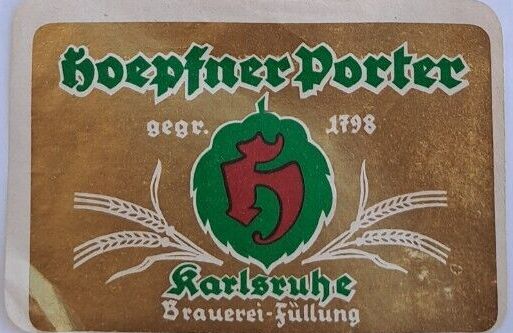 Hoepfner Porter
gegr. 1798
H
Karlsruhe
Brauerei-Füllung